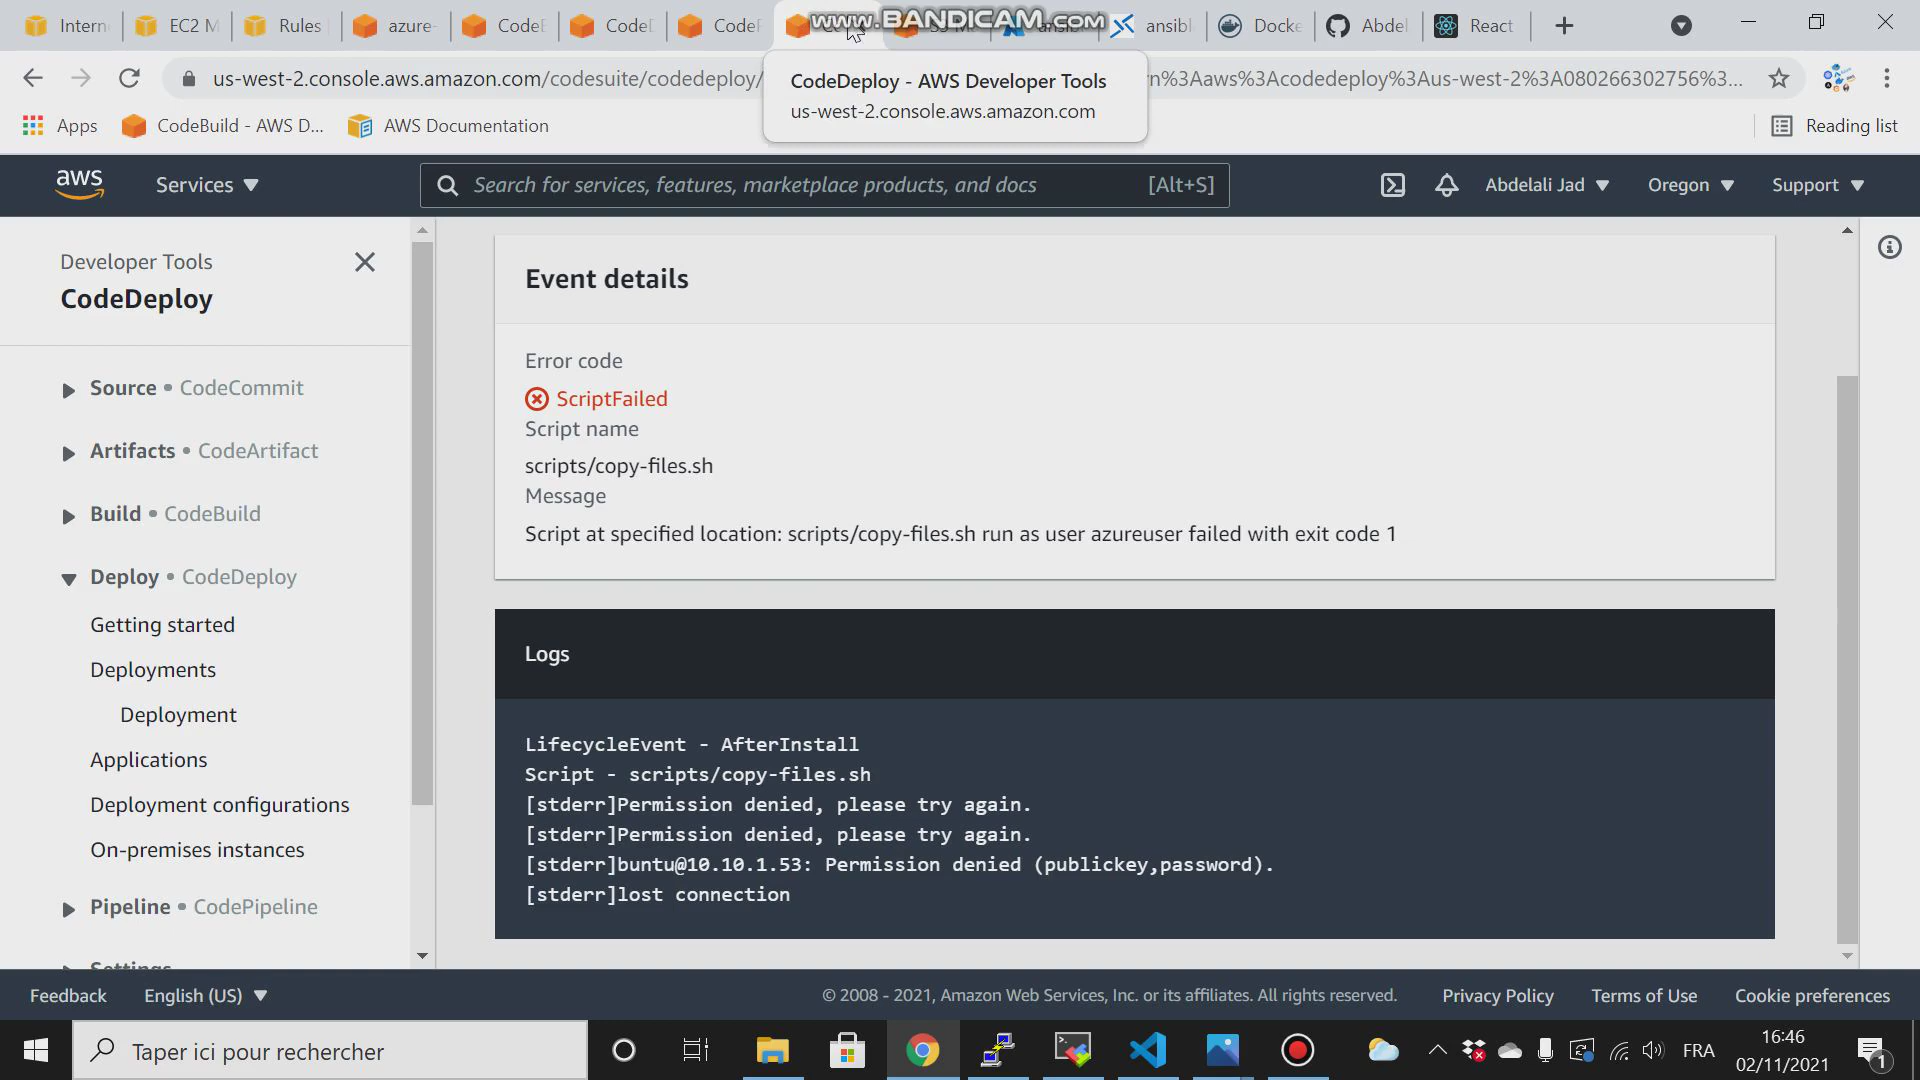 Intern
EC2 M
Rules
azure-
CodeB
CodeD
CodeP
www.BANDICAM.com
S3 M
ansib
ansibl
Docke
Abdel
React
us-west-2.console.aws.amazon.com/codesuite/codedeploy/
n%3Aaws%3Acodedeploy%3Aus-west-2%3A080266302756%3...
CodeDeploy - AWS Developer Tools
us-west-2.console.aws.amazon.com
Apps
CodeBuild - AWS D...
AWS Documentation
Reading list
aws
Services
Search for services, features, marketplace products, and docs
[Alt+S]
Abdelali Jad
Oregon
Support
Developer Tools
CodeDeploy
Source • CodeCommit
Artifacts • CodeArtifact
Build • CodeBuild
Deploy • CodeDeploy
Getting started
Deployments
Deployment
Applications
Deployment configurations
On-premises instances
Pipeline • CodePipeline
Settings
Event details
Error code
ScriptFailed
Script name
scripts/copy-files.sh
Message
Script at specified location: scripts/copy-files.sh run as user azureuser failed with exit code 1
Logs
LifecycleEvent - AfterInstall
Script - scripts/copy-files.sh
[stderr]Permission denied, please try again.
[stderr]Permission denied, please try again.
[stderr]buntu@10.10.1.53: Permission denied (publickey,password).
[stderr]lost connection
Feedback
English (US)
© 2008 - 2021, Amazon Web Services, Inc. or its affiliates. All rights reserved.
Privacy Policy
Terms of Use
Cookie preferences
Taper ici pour rechercher
FRA
16:46
02/11/2021
1